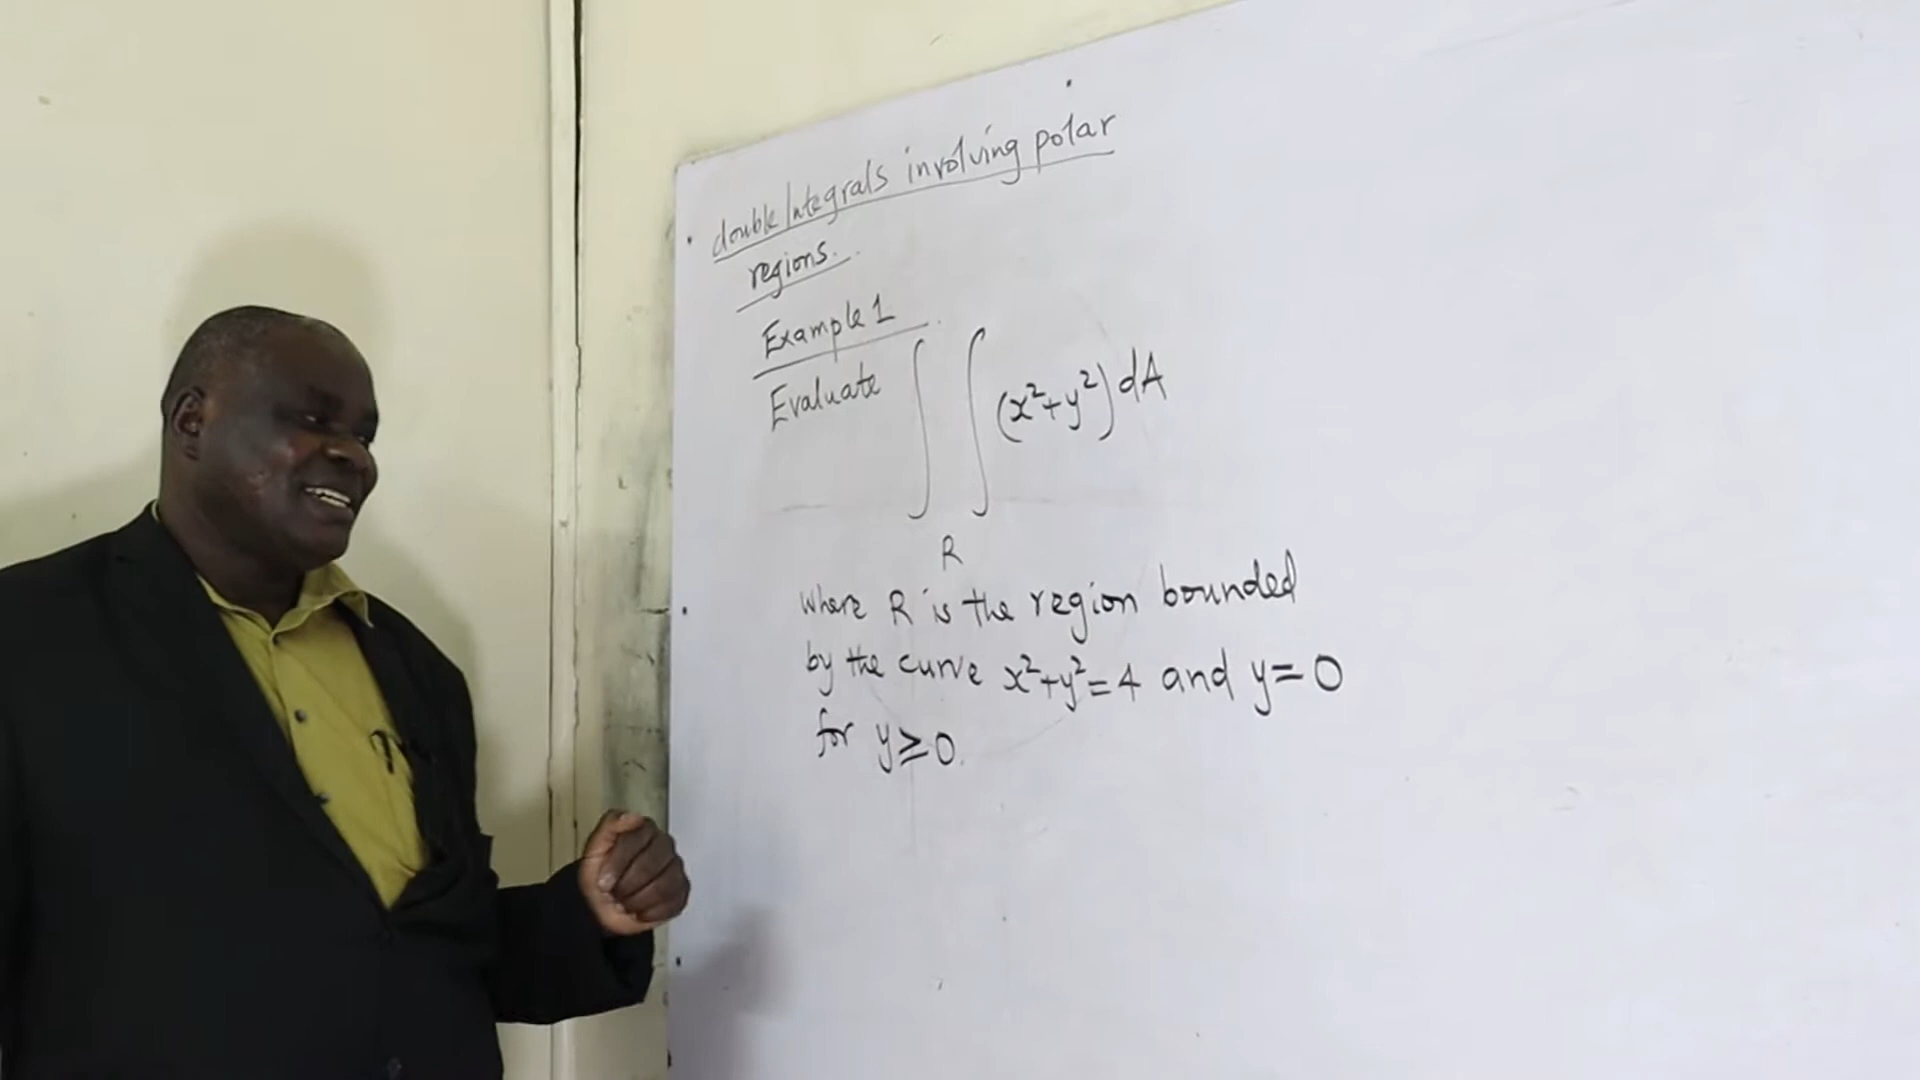 double Integrals involving polar
regions.
Example 1
Evaluate ∫∫ (x²+y²) dA
R
Where R is the region bounded
by the curve x²+y²=4 and y=0
for y≥0.